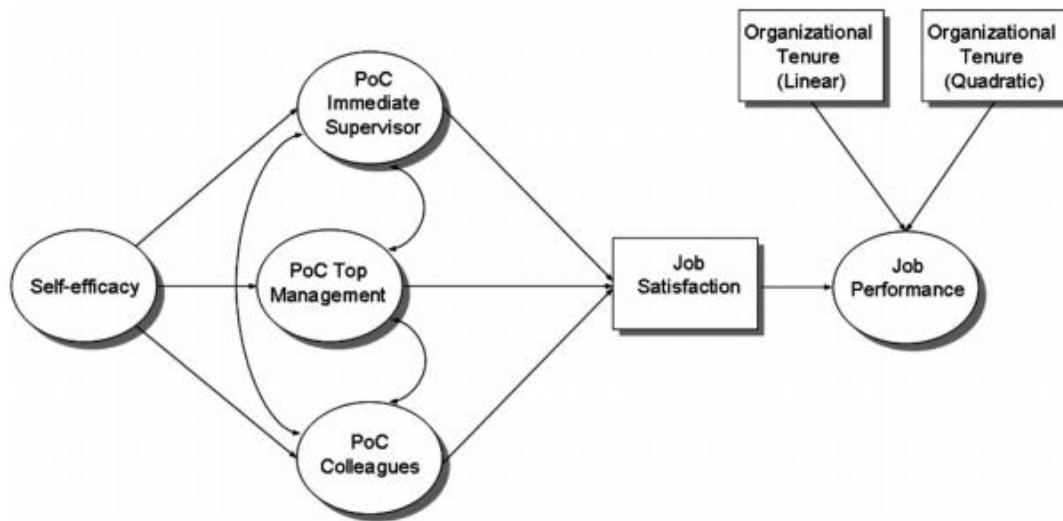 PoC
Immediate
Supervisor
Organizational
Tenure
(Linear)
Organizational
Tenure
(Quadratic)
Self-efficacy
PoC Top
Management
Job
Satisfaction
Job
Performance
PoC
Colleagues